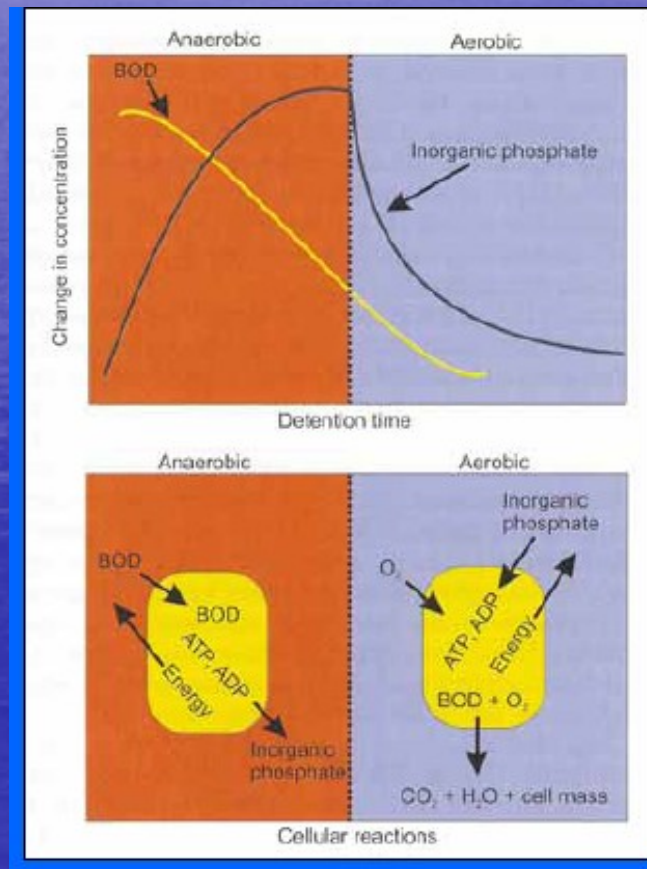 Anaerobic
Aerobic
BOD
Inorganic
phosphate
Change in concentration
Detention time
Anaerobic
Aerobic
BOD
BOD
ATP, ADP
Energy
Inorganic
phosphate
Inorganic
phosphate
O₂
ATP, ADP
Energy
BOD + O₂
CO₂ + H₂O + cell mass
Cellular reactions